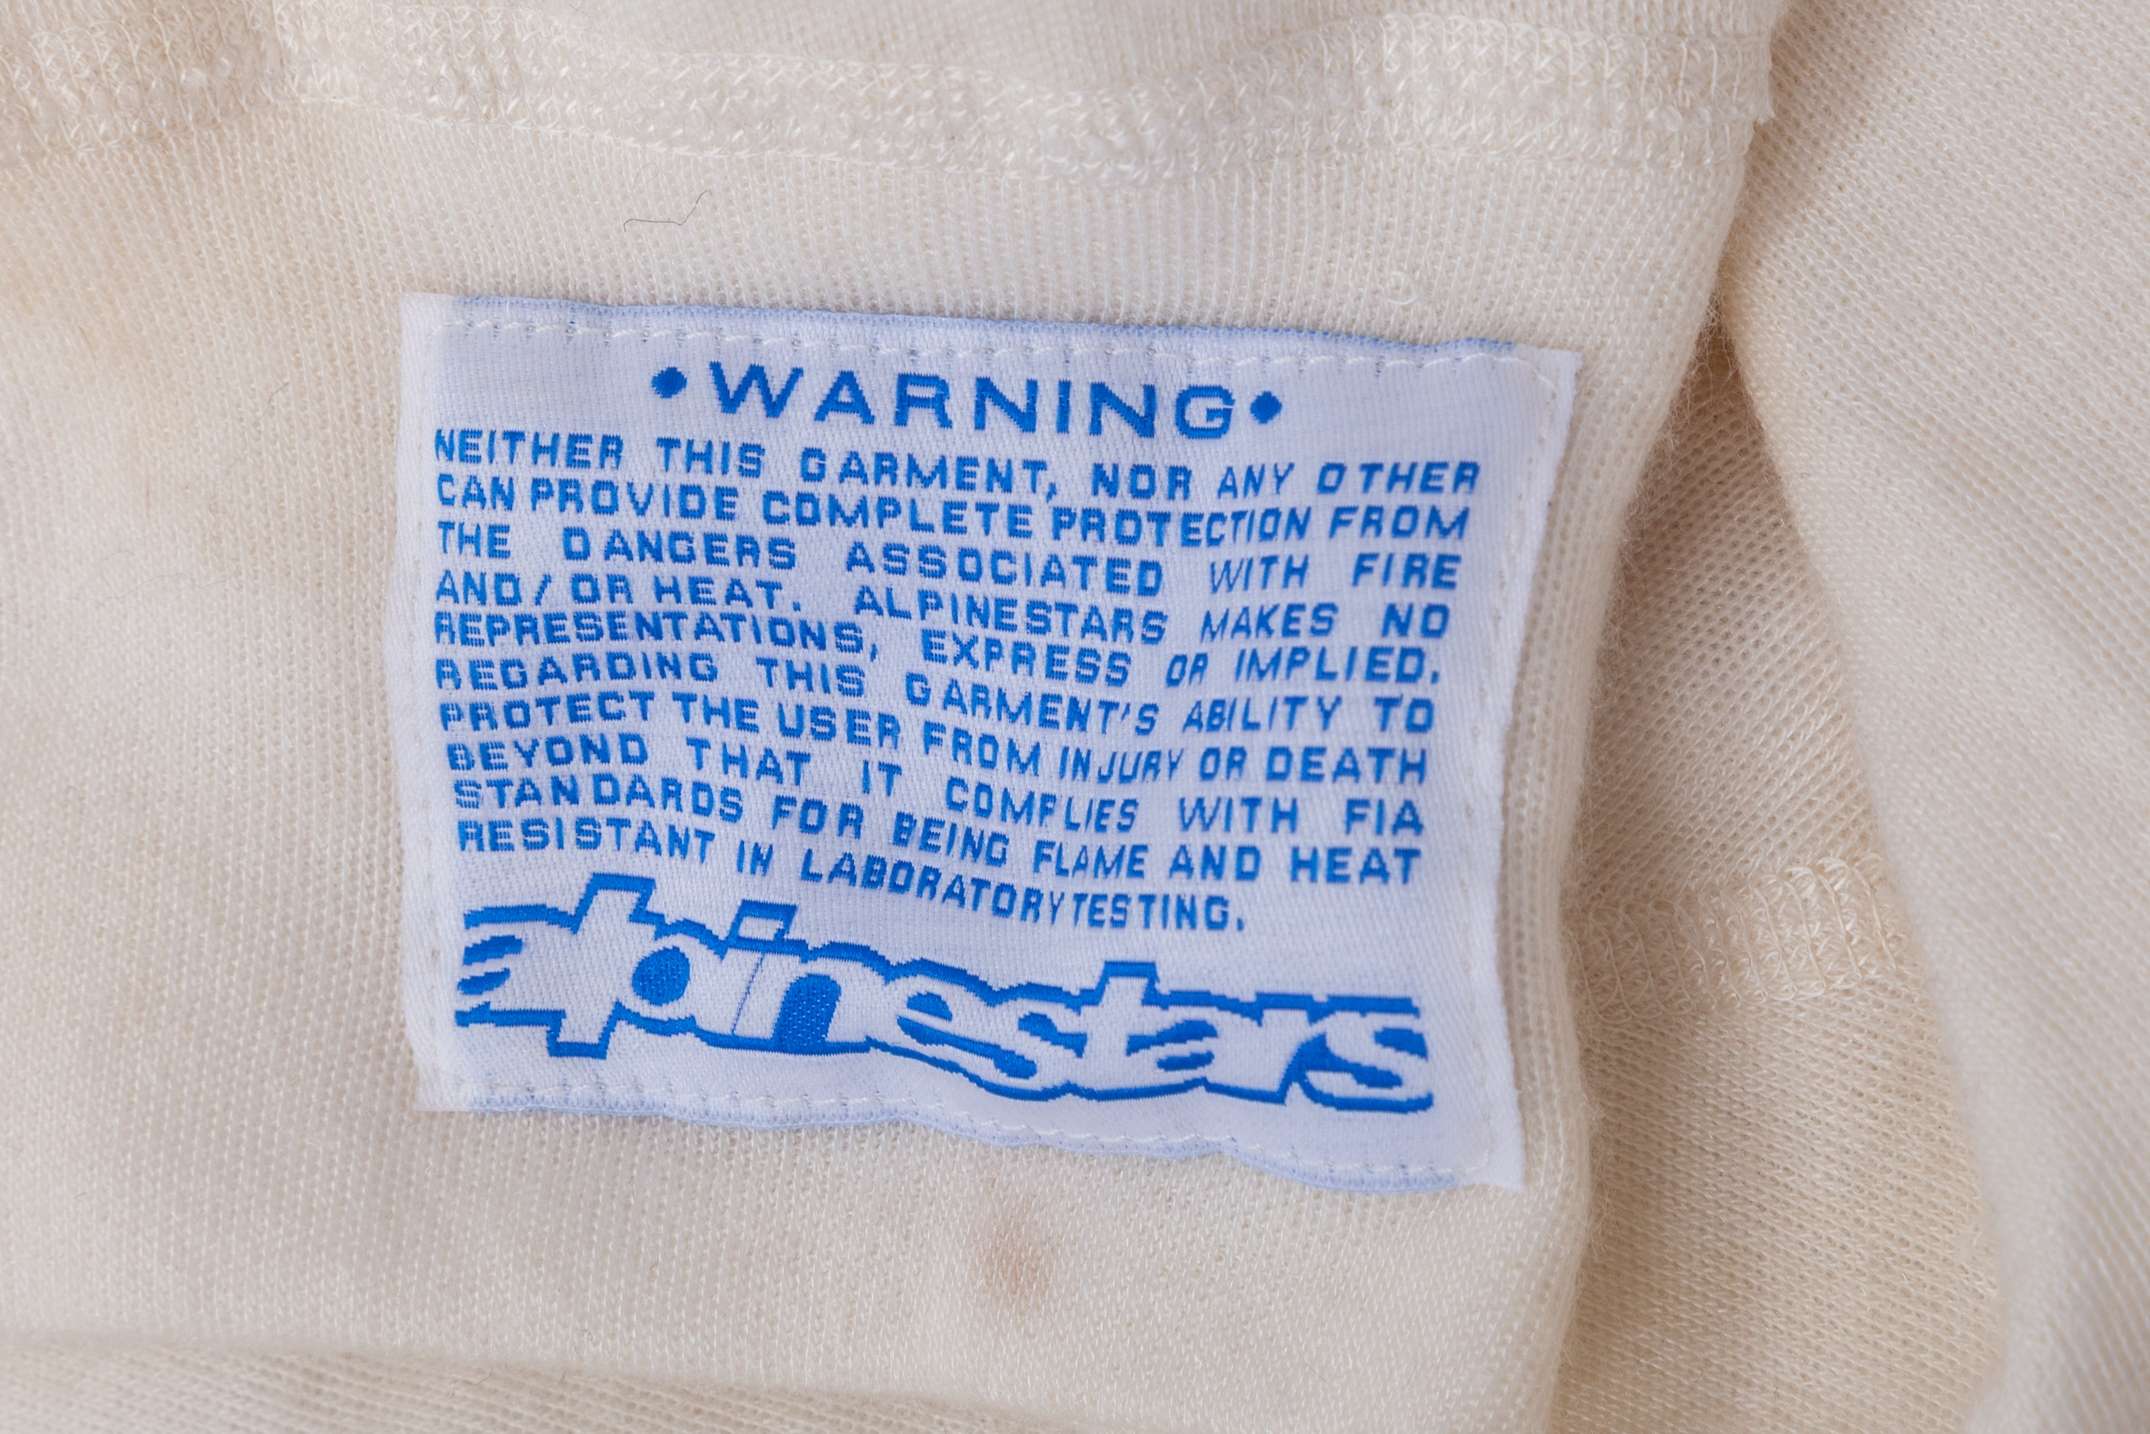 •WARNING•
NEITHER THIS GARMENT, NOR ANY OTHER
CAN PROVIDE COMPLETE PROTECTION FROM
THE DANGERS ASSOCIATED WITH FIRE
AND/OR HEAT. ALPINESTARS MAKES NO
REPRESENTATIONS, EXPRESS OR IMPLIED,
REGARDING THIS GARMENT'S ABILITY TO
PROTECT THE USER FROM INJURY OR DEATH
BEYOND THAT IT COMPLIES WITH FIA
STANDARDS FOR BEING FLAME AND HEAT
RESISTANT IN LABORATORY TESTING.
alpinestars